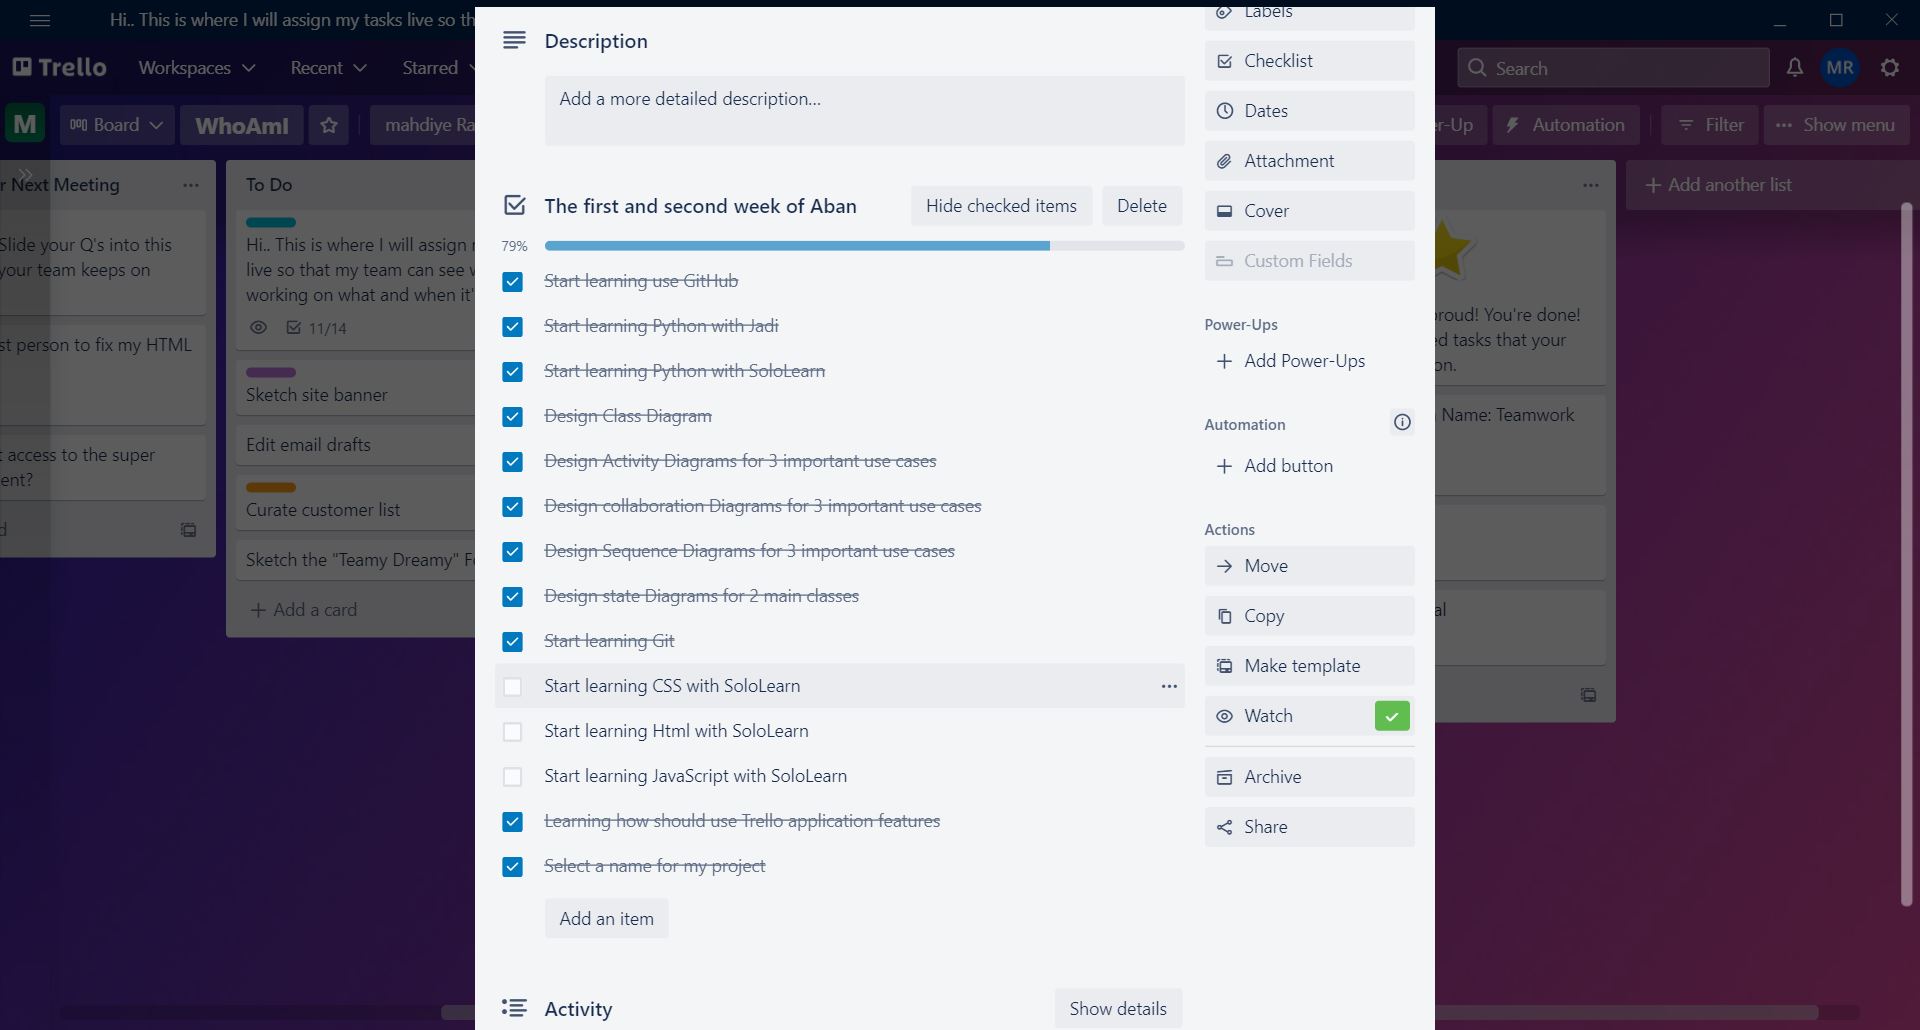 Hi.. This is where I will assign my tasks live so th
Trello
Workspaces
Recent
Starred
Search
MR
M
Board
WhoAmI
mahdiye Ra
er-Up
Automation
Filter
Show menu
r Next Meeting
Slide your Q's into this
your team keeps on
st person to fix my HTML
t access to the super
ent?
d
To Do
Hi.. This is where I will assign
live so that my team can see
working on what and when it'
11/14
Sketch site banner
Edit email drafts
Curate customer list
Sketch the "Teamy Dreamy" F
Add a card
Description
Add a more detailed description...
The first and second week of Aban
Hide checked items
Delete
79%
Start learning use GitHub
Start learning Python with Jadi
Start learning Python with SoloLearn
Design Class Diagram
Design Activity Diagrams for 3 important use cases
Design collaboration Diagrams for 3 important use cases
Design Sequence Diagrams for 3 important use cases
Design state Diagrams for 2 main classes
Start learning Git
Start learning CSS with SoloLearn
Start learning Html with SoloLearn
Start learning JavaScript with SoloLearn
Learning how should use Trello application features
Select a name for my project
Add an item
Activity
Show details
Labels
Checklist
Dates
Attachment
Cover
Custom Fields
Power-Ups
Add Power-Ups
Automation
Add button
Actions
Move
Copy
Make template
Watch
Archive
Share
roud! You're done!
ed tasks that your
on.
Name: Teamwork
al
Add another list